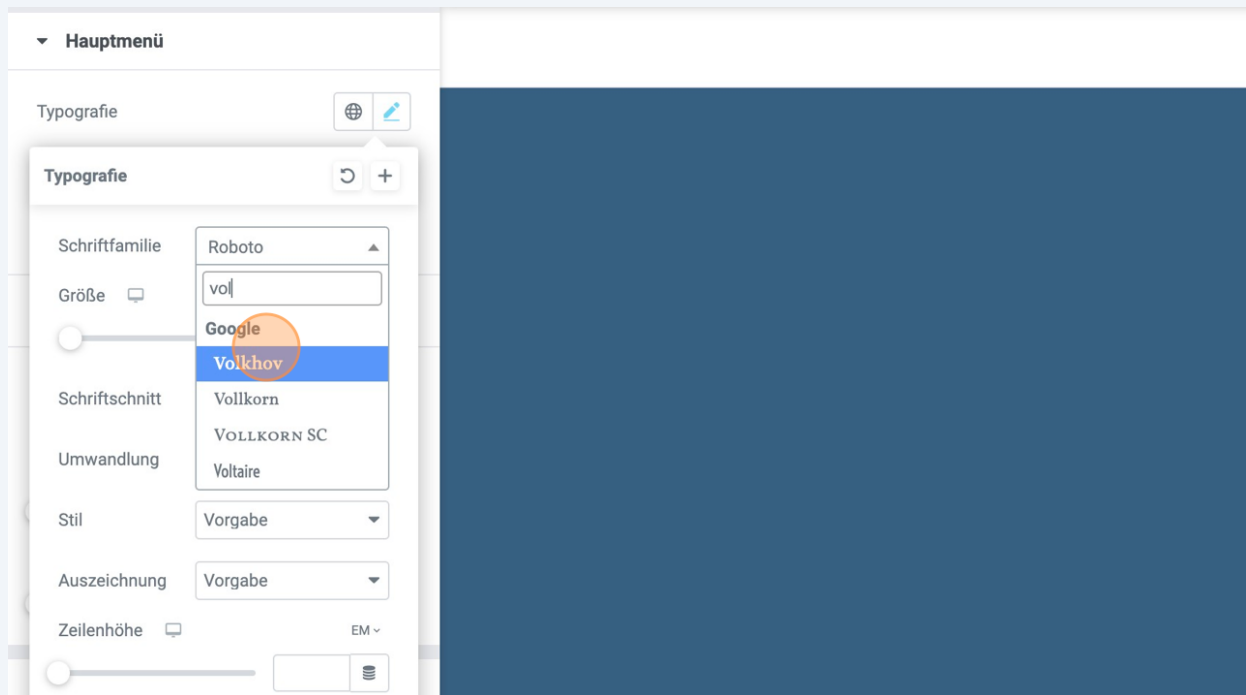 Hauptmenü
Typografie
Typografie
Schriftfamilie
Roboto
vol
Größe
Google
Volkhov
Schriftschnitt
Vollkorn
VOLLKORN SC
Umwandlung
Voltaire
Stil
Vorgabe
Auszeichnung
Vorgabe
Zeilenhöhe
EM